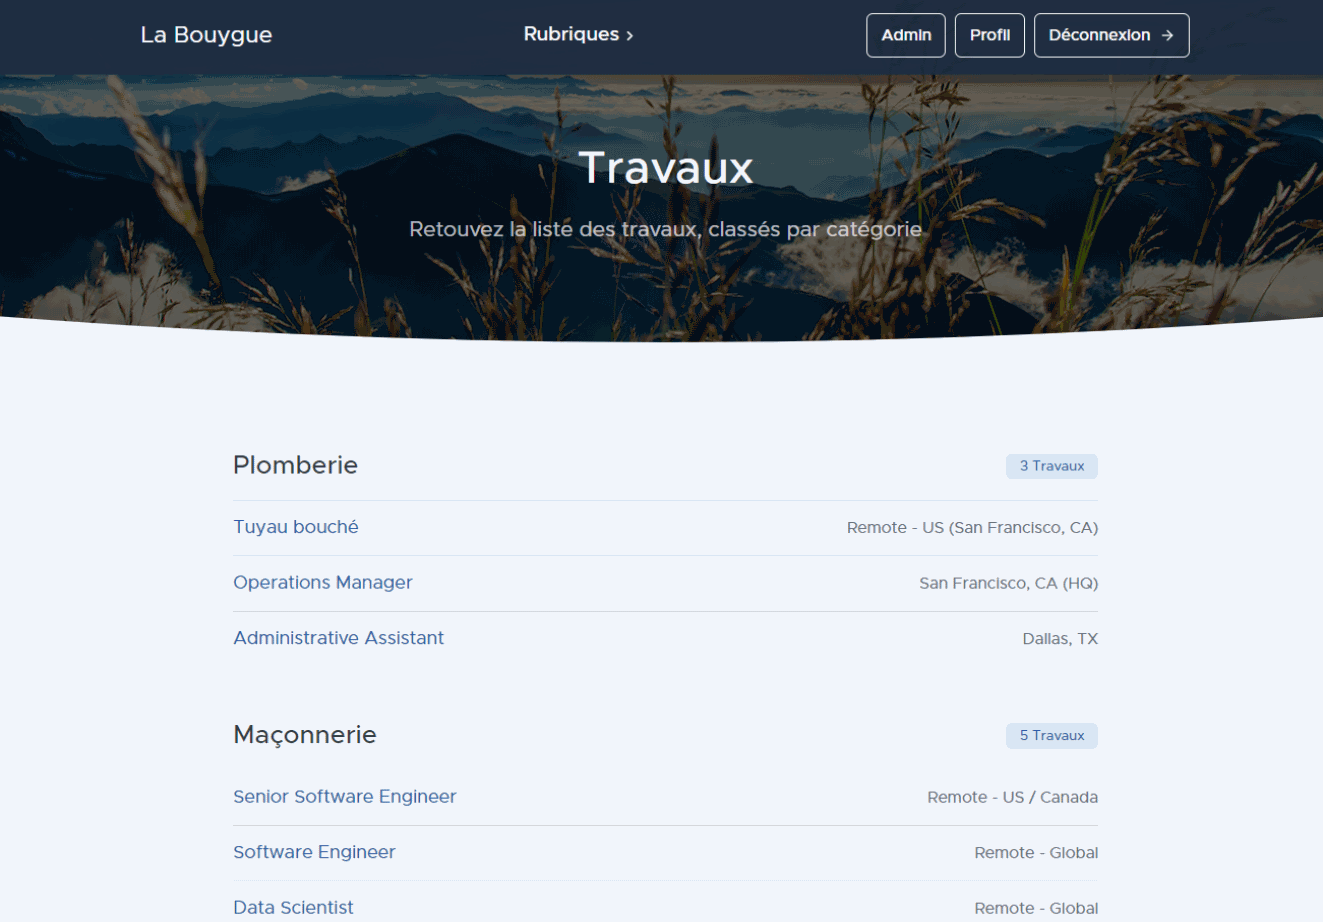 La Bouygue
Rubriques
Admin
Profil
Déconnexion
Travaux
Retouvez la liste des travaux, classés par catégorie
Plomberie
3 Travaux
Tuyau bouché
Remote - US (San Francisco, CA)
Operations Manager
San Francisco, CA (HQ)
Administrative Assistant
Dallas, TX
Maçonnerie
5 Travaux
Senior Software Engineer
Remote - US / Canada
Software Engineer
Remote - Global
Data Scientist
Remote - Global